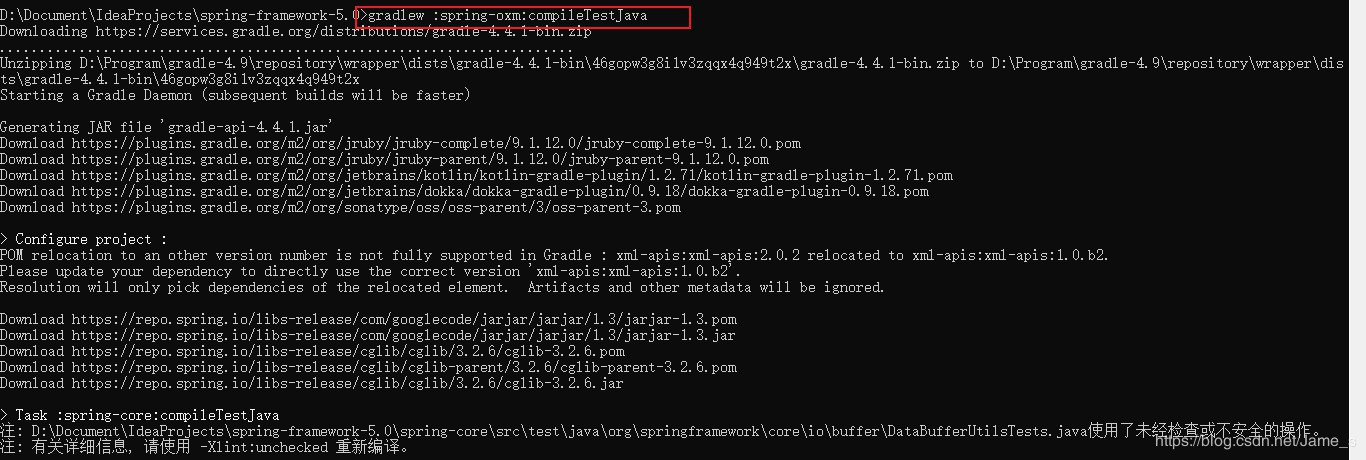 D:\Document\IdeaProjects\spring-framework-5.0>gradlew :spring-oxm:compileTestJava
Downloading https://services.gradle.org/distributions/gradle-4.4.1-bin.zip
........................................................................
Unzipping D:\Program\gradle-4.9\repository\wrapper\dists\gradle-4.4.1-bin\46gopw3g8i1v3zqqx4q949t2x\gradle-4.4.1-bin.zip to D:\Program\gradle-4.9\repository\wrapper\dis
ts\gradle-4.4.1-bin\46gopw3g8i1v3zqqx4q949t2x
Starting a Gradle Daemon (subsequent builds will be faster)
Generating JAR file 'gradle-api-4.4.1.jar'
Download https://plugins.gradle.org/m2/org/jruby/jruby-complete/9.1.12.0/jruby-complete-9.1.12.0.pom
Download https://plugins.gradle.org/m2/org/jruby/jruby-parent/9.1.12.0/jruby-parent-9.1.12.0.pom
Download https://plugins.gradle.org/m2/org/jetbrains/kotlin/kotlin-gradle-plugin/1.2.71/kotlin-gradle-plugin-1.2.71.pom
Download https://plugins.gradle.org/m2/org/jetbrains/dokka/dokka-gradle-plugin/0.9.18/dokka-gradle-plugin-0.9.18.pom
Download https://plugins.gradle.org/m2/org/sonatype/oss/oss-parent/3/oss-parent-3.pom
> Configure project :
POM relocation to an other version number is not fully supported in Gradle : xml-apis:xml-apis:2.0.2 relocated to xml-apis:xml-apis:1.0.b2.
Please update your dependency to directly use the correct version 'xml-apis:xml-apis:1.0.b2'.
Resolution will only pick dependencies of the relocated element.  Artifacts and other metadata will be ignored.
Download https://repo.spring.io/libs-release/com/googlecode/jarjar/jarjar/1.3/jarjar-1.3.pom
Download https://repo.spring.io/libs-release/com/googlecode/jarjar/jarjar/1.3/jarjar-1.3.jar
Download https://repo.spring.io/libs-release/cglib/cglib/3.2.6/cglib-3.2.6.pom
Download https://repo.spring.io/libs-release/cglib/cglib-parent/3.2.6/cglib-parent-3.2.6.pom
Download https://repo.spring.io/libs-release/cglib/cglib/3.2.6/cglib-3.2.6.jar
> Task :spring-core:compileTestJava
注: D:\Document\IdeaProjects\spring-framework-5.0\spring-core\src\test\java\org\springframework\core\io\buffer\DataBufferUtilsTests.java使用了未经检查或不安全的操作。
注: 有关详细信息, 请使用 -Xlint:unchecked 重新编译。
https://blog.csdn.net/Jame_s